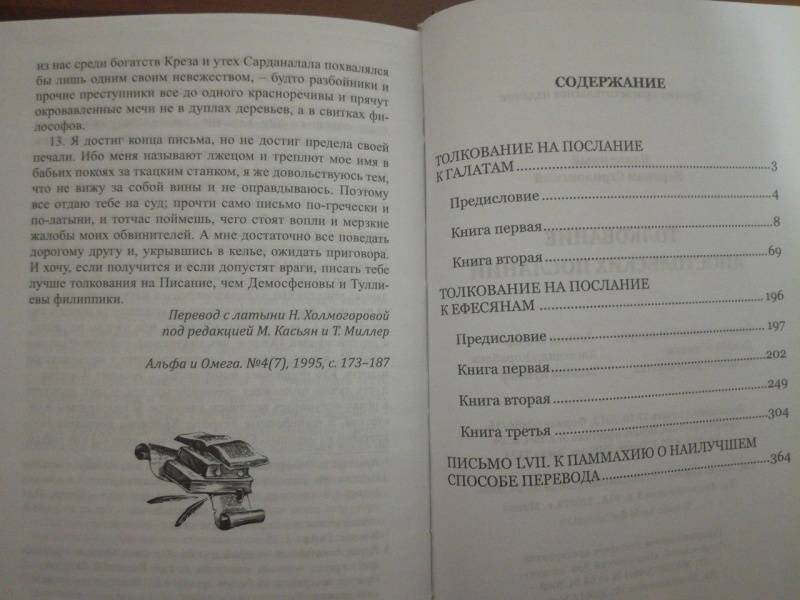 из нас среди богатств Креза и утех Сарданалала похвалялся
бы лишь одним своим невежеством, – будто разбойники и
прочие преступники все до одного красноречивы и прячут
окровавленные мечи не в дуплах деревьев, а в свитках фи-
лософов.
13. Я достиг конца письма, но не достиг предела своей
печали. Ибо меня называют лжецом и треплют мое имя в
бабьих покоях за ткацким станком, я же довольствуюсь тем,
что не вижу за собой вины и не оправдываюсь. Поэтому
все отдаю тебе на суд; прочти само письмо по-гречески и
по-латыни, и тотчас поймешь, чего стоят вопли и мерзкие
жалобы моих обвинителей. А мне достаточно все поведать
дорогому другу и, укрывшись в келье, ожидать приговора.
И хочу, если получится и если допустят враги, писать тебе
лучше толкования на Писание, чем Демосфеновы и Тулли-
евы филиппики.
Перевод с латыни Н. Холмогоровой
под редакцией М. Касьян и Т. Миллер
Альфа и Омега. №4(7), 1995, с. 173–187
СОДЕРЖАНИЕ
ТОЛКОВАНИЕ НА ПОСЛАНИЕ
К ГАЛАТАМ 3
Предисловие 4
Книга первая 8
Книга вторая 69
ТОЛКОВАНИЕ НА ПОСЛАНИЕ
К ЕФЕСЯНАМ 196
Предисловие 197
Книга первая 202
Книга вторая 249
Книга третья 304
ПИСЬМО LVII. К ПАММАХИЮ О НАИЛУЧШЕМ
СПОСОБЕ ПЕРЕВОДА 364